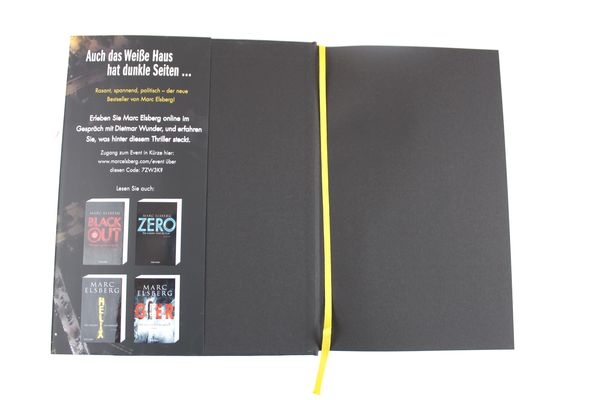 Auch das Weiße Haus
hat dunkle Seiten ...
Rasant, spannend, politisch – der neue
Bestseller von Marc Elsberg!
Erleben Sie Marc Elsberg online im
Gespräch mit Dietmar Wunder, und erfahren
Sie, was hinter diesem Thriller steckt.
Zugang zum Event in Kürze hier:
www.marcelsberg.com/event über
diesen Code: 7ZW3K9
Lesen Sie auch:
MARC ELSBERG
BLACK
OUT
MARC ELSBERG
ZERO
MARC
ELSBERG
HELIX
MARC
ELSBERG
GIER